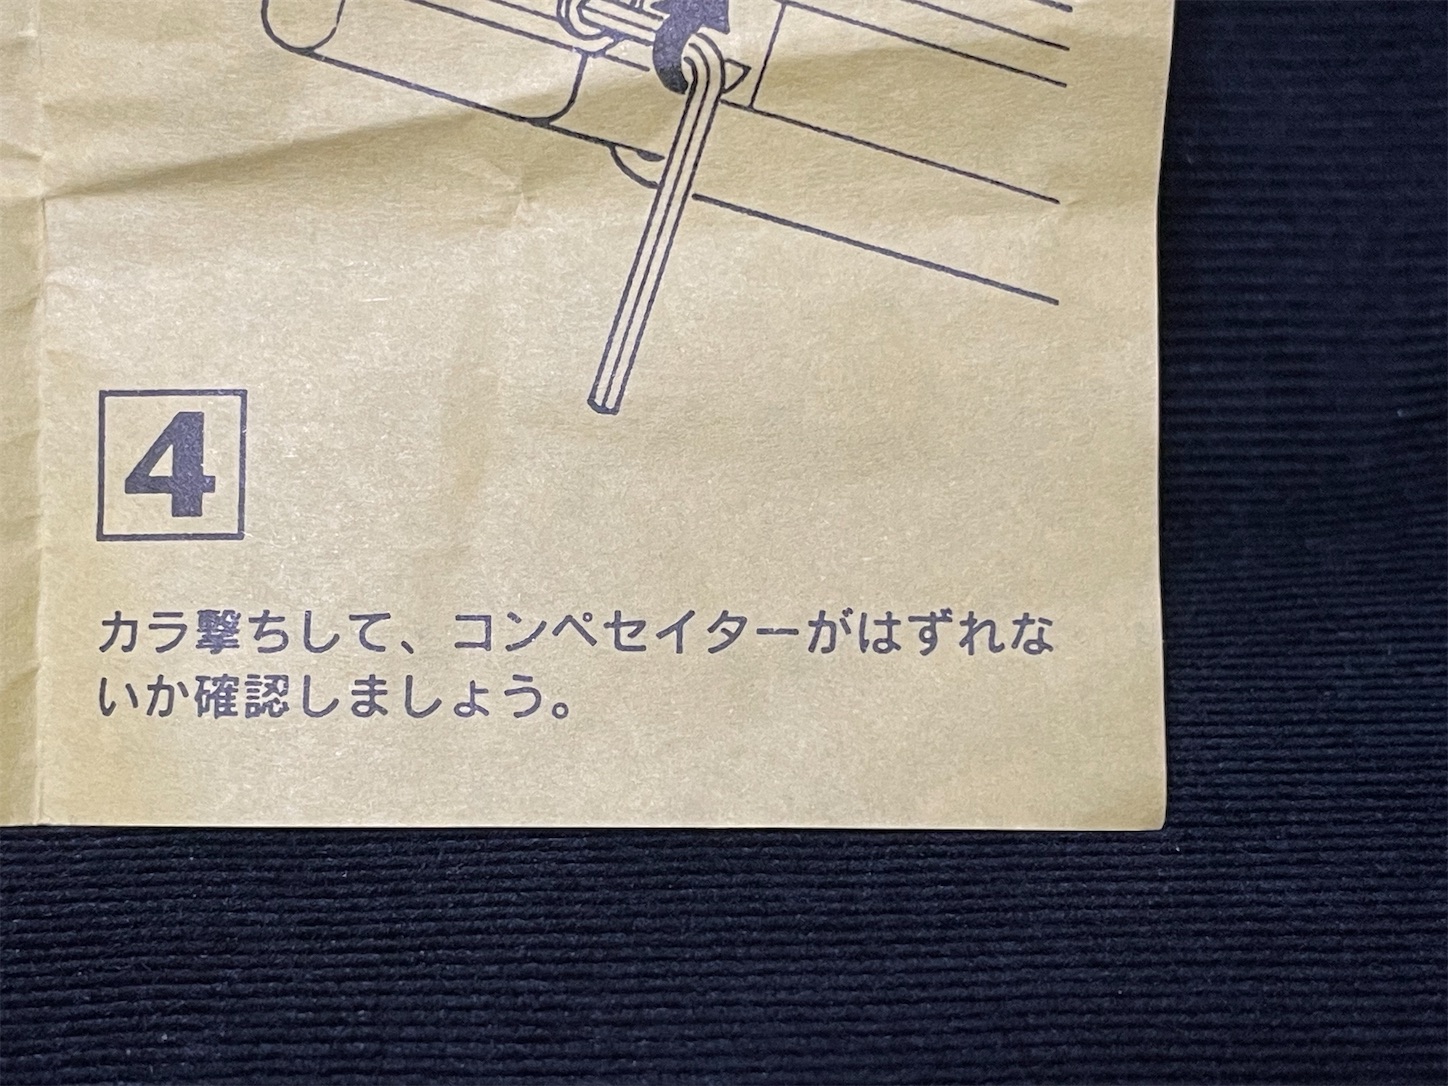 4
カラ撃ちして、コンペセイターがはずれな
いか確認しましょう。